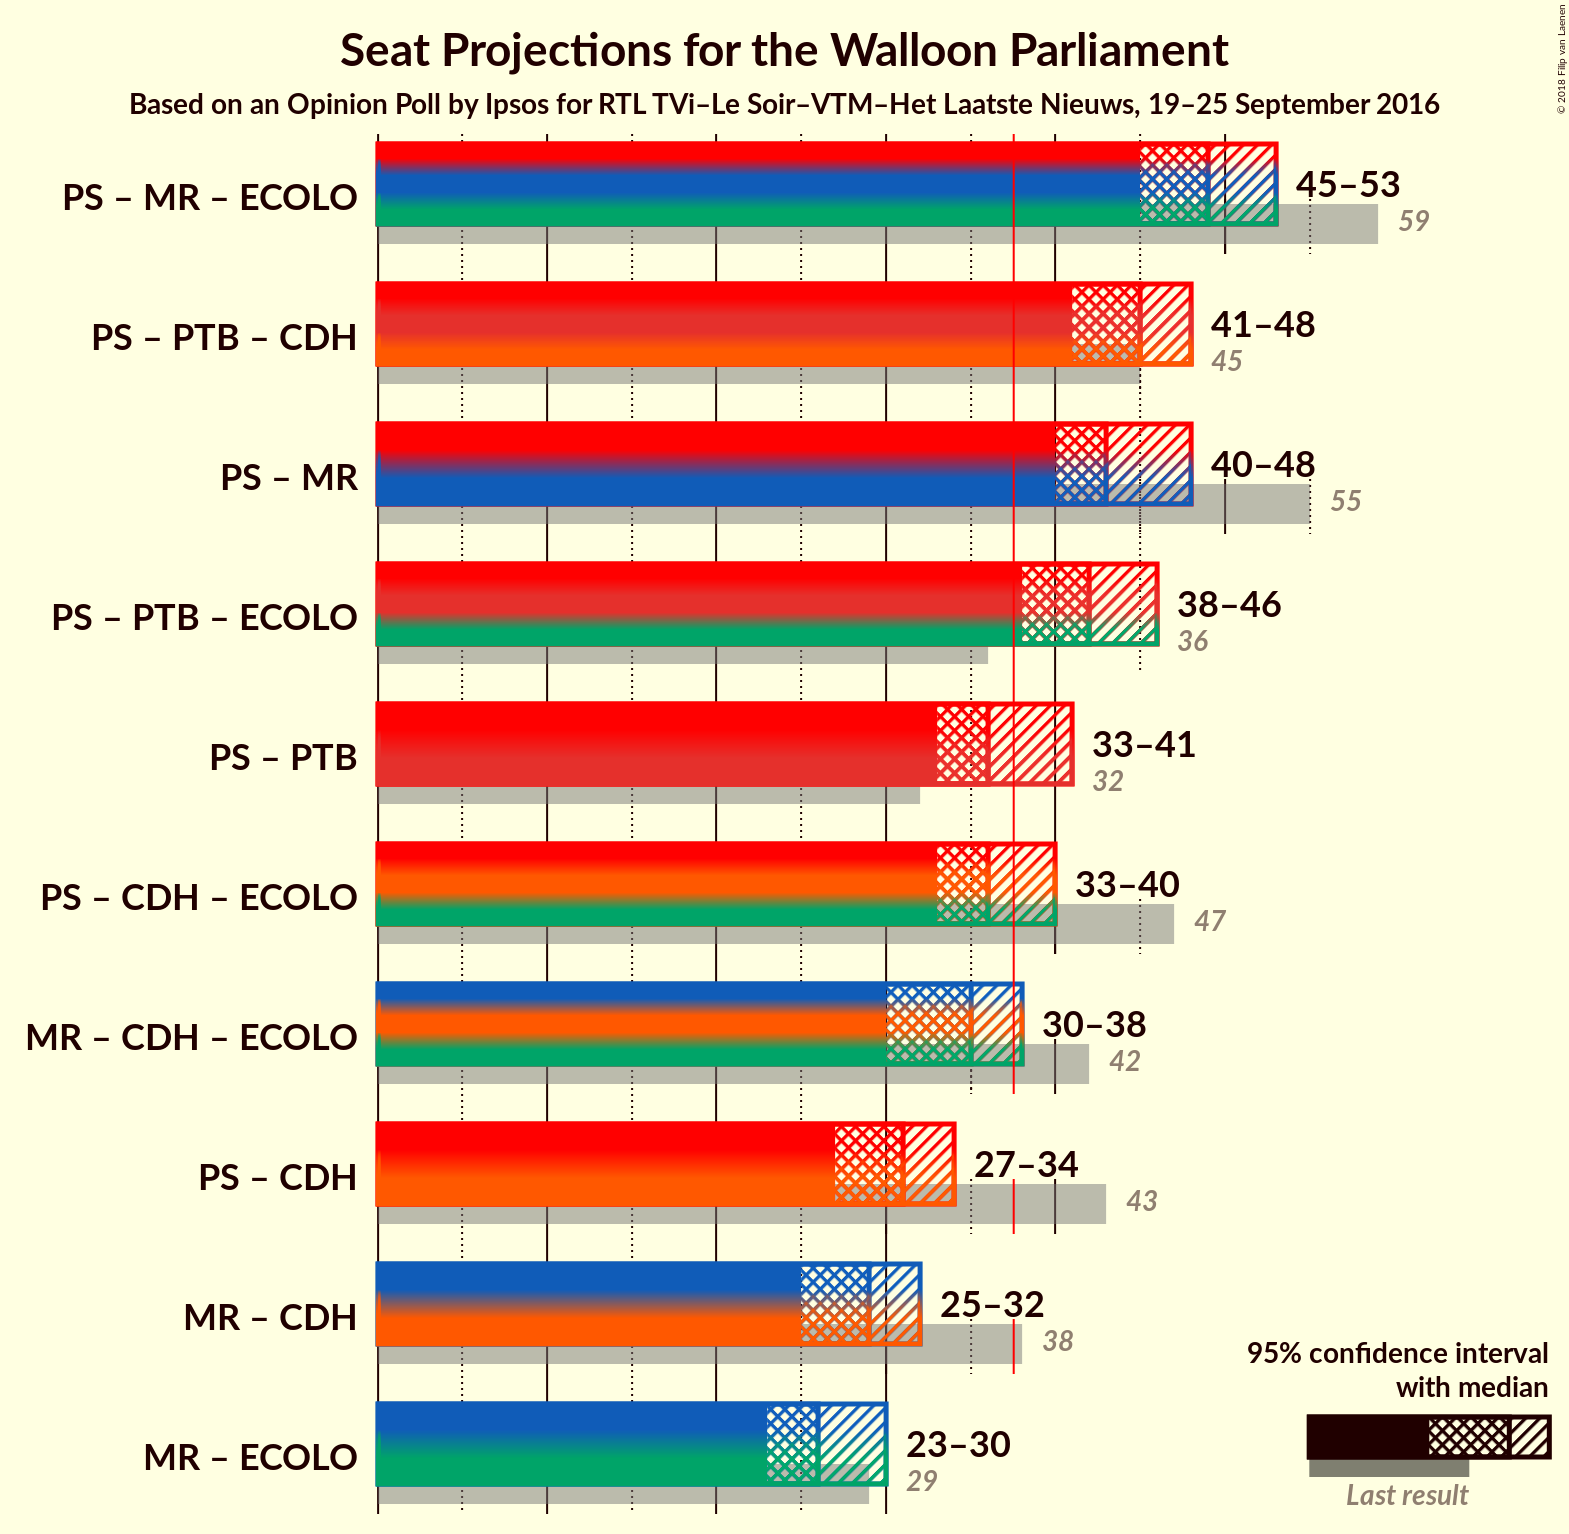 Seat Projections for the Walloon Parliament
Based on an Opinion Poll by Ipsos for RTL TVi–Le Soir–VTM–Het Laatste Nieuws, 19–25 September 2016
© 2018 Filip van Laenen
PS – MR – ECOLO
45–53
59
PS – PTB – CDH
41–48
45
PS – MR
40–48
55
PS – PTB – ECOLO
38–46
36
PS – PTB
33–41
32
PS – CDH – ECOLO
33–40
47
MR – CDH – ECOLO
30–38
42
PS – CDH
27–34
43
MR – CDH
25–32
38
MR – ECOLO
23–30
29
95% confidence interval
with median
Last result